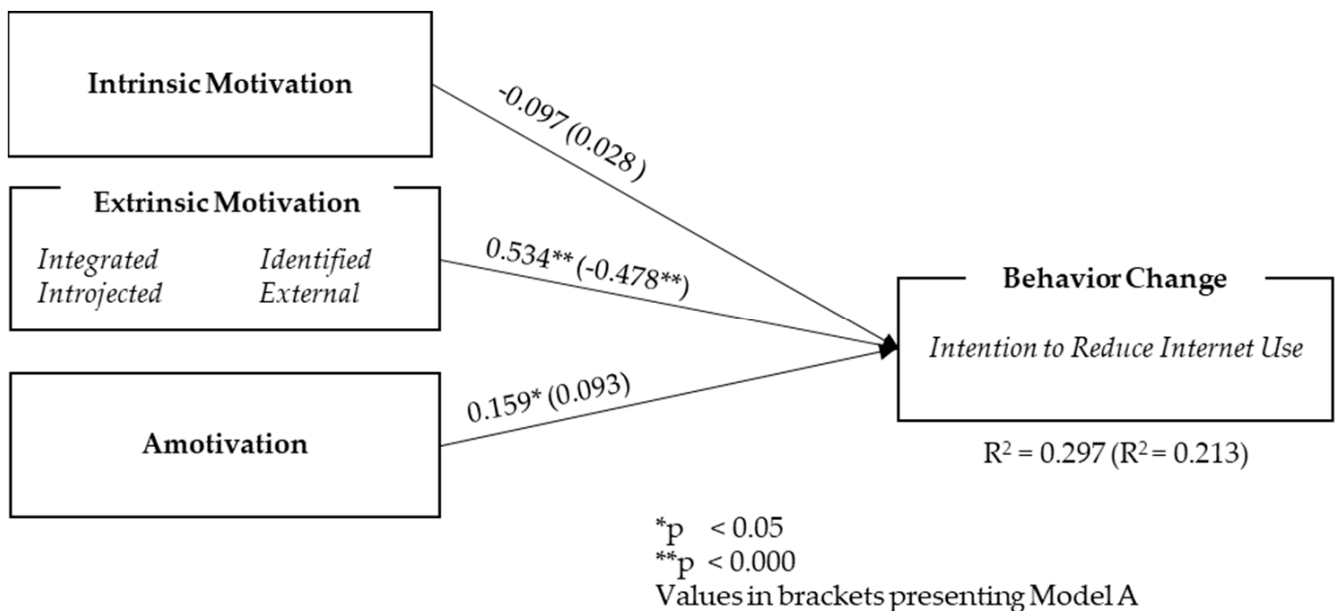 Intrinsic Motivation
-0.097 (0.028)
Extrinsic Motivation
Integrated Identified
Introjected External
0.534** (-0.478**)
Behavior Change
Intention to Reduce Internet Use
Amotivation
0.159* (0.093)
R² = 0.297 (R² = 0.213)
*p < 0.05
**p < 0.000
Values in brackets presenting Model A